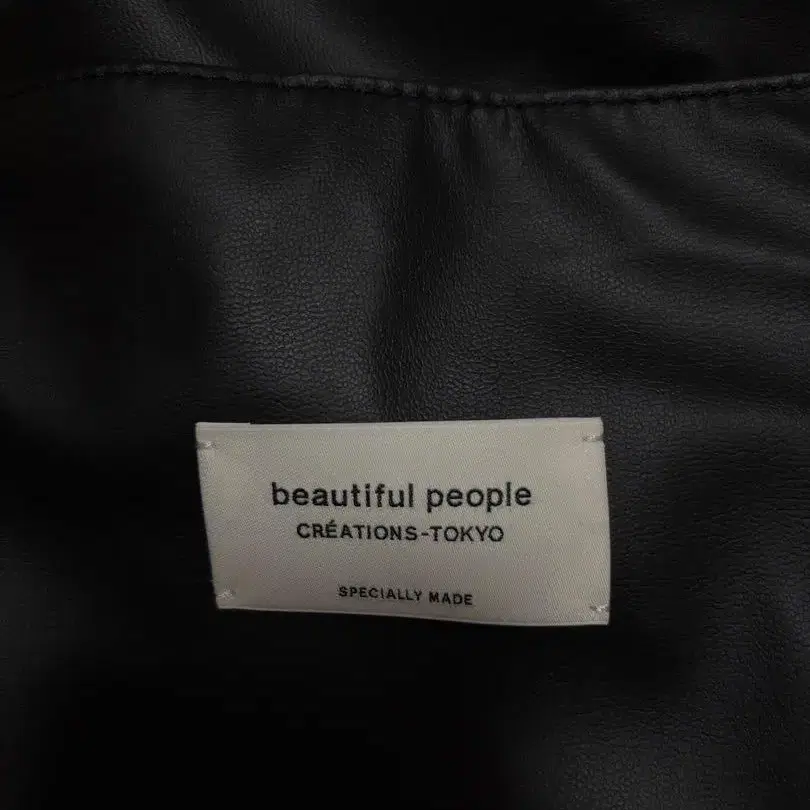 beautiful people
CRÉATIONS-TOKYO
SPECIALLY MADE